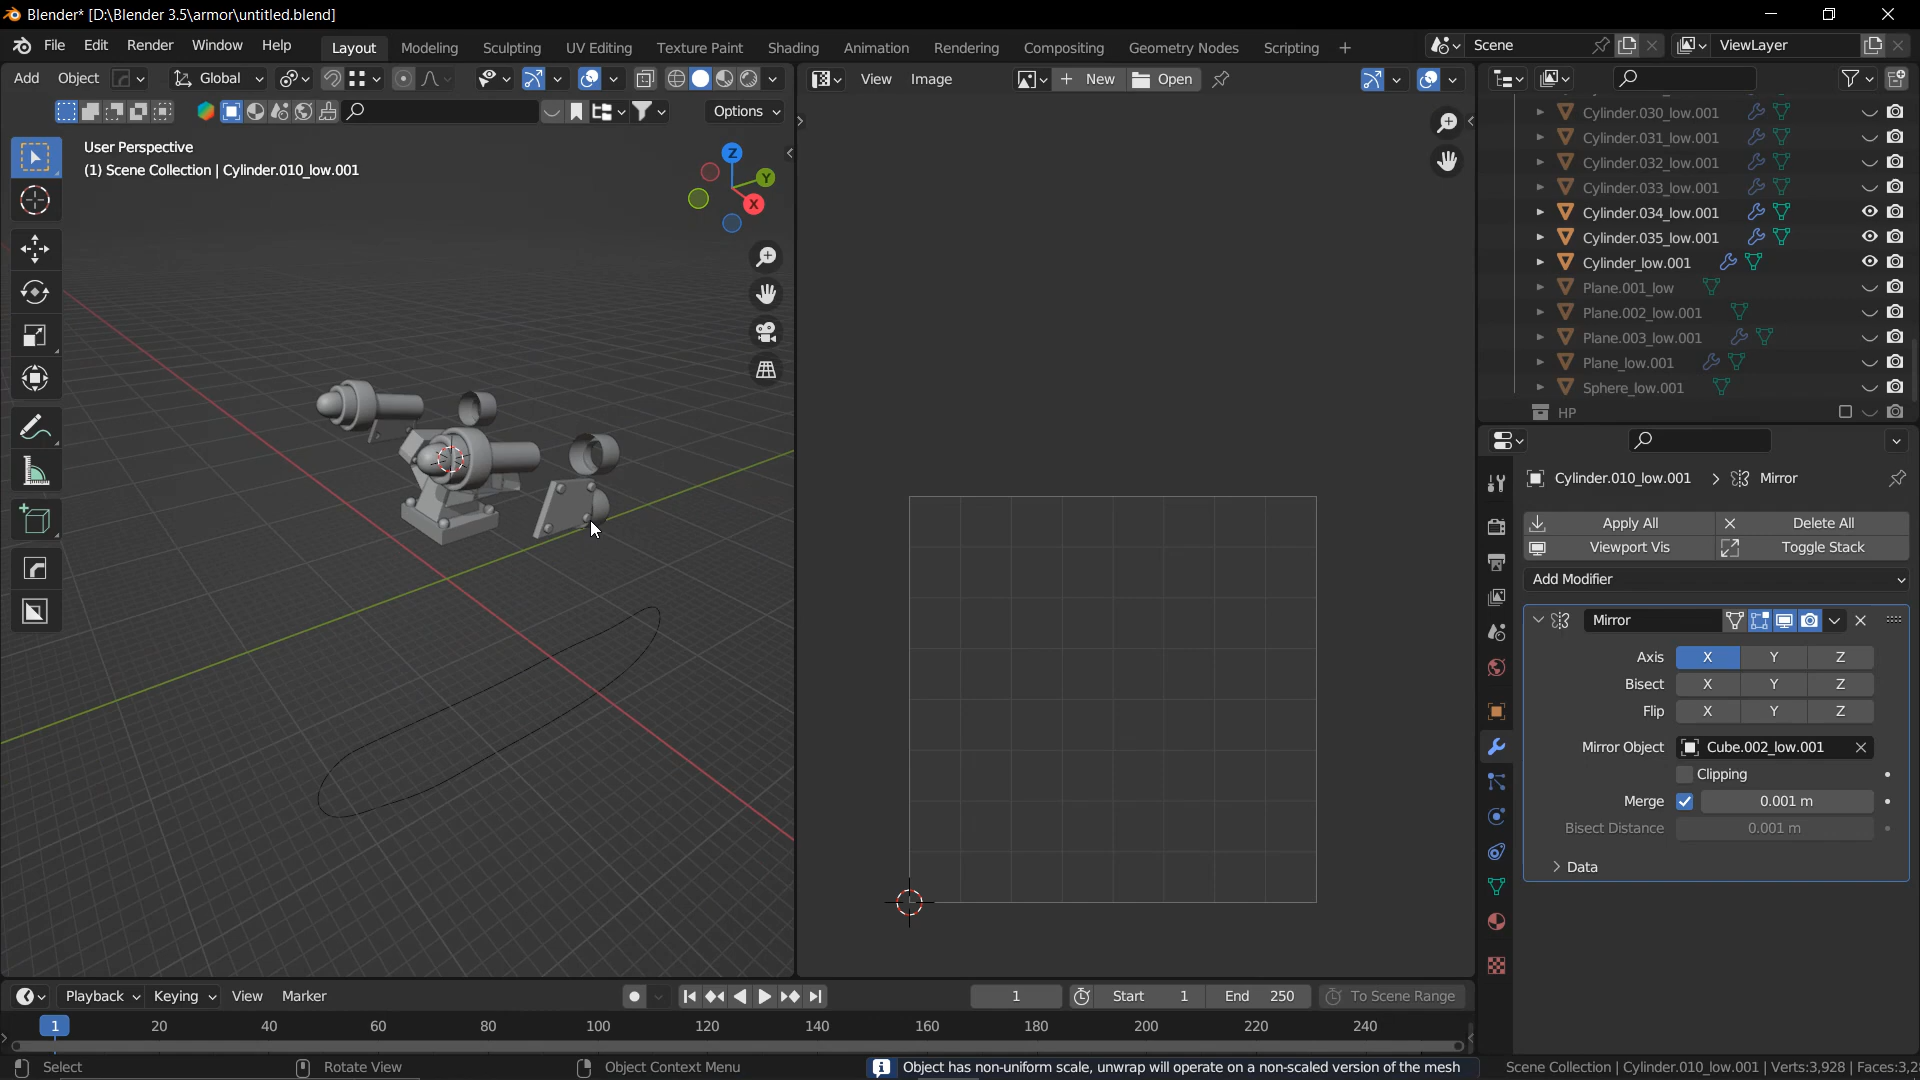 Blender* [D:\Blender 3.5\armor\untitled.blend]
File Edit Render Window Help Layout Modeling Sculpting UV Editing Texture Paint Shading Animation Rendering Compositing Geometry Nodes Scripting + Scene ViewLayer
Add Object Global View Image + New Open
Options
User Perspective
(1) Scene Collection | Cylinder.010_low.001
Z
Y
X
Cylinder.030_low.001
Cylinder.031_low.001
Cylinder.032_low.001
Cylinder.033_low.001
Cylinder.034_low.001
Cylinder.035_low.001
Cylinder_low.001
Plane.001_low
Plane.002_low.001
Plane.003_low.001
Plane_low.001
Sphere_low.001
HP
Cylinder.010_low.001 > Mirror
Apply All Delete All
Viewport Vis Toggle Stack
Add Modifier
Mirror
Axis X Y Z
Bisect X Y Z
Flip X Y Z
Mirror Object Cube.002_low.001
Clipping
Merge 0.001 m
Bisect Distance 0.001 m
Data
Playback Keying View Marker 1 Start 1 End 250 To Scene Range
1 20 40 60 80 100 120 140 160 180 200 220 240
Select Rotate View Object Context Menu Object has non-uniform scale, unwrap will operate on a non-scaled version of the mesh Scene Collection | Cylinder.010_low.001 | Verts:3,928 | Faces:3,2